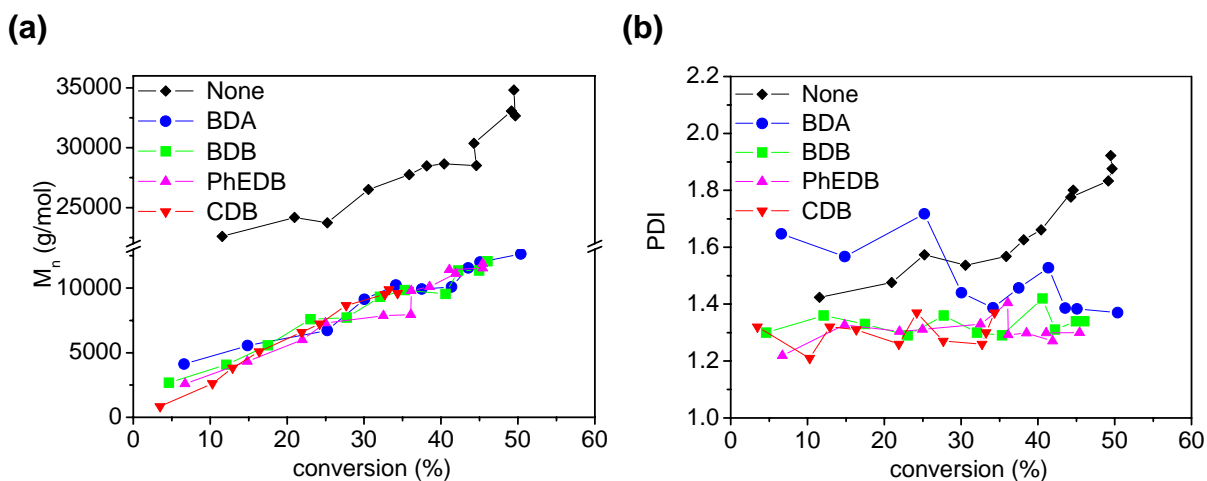 (a)
(b)
35000
30000
25000
10000
5000
0
M_n (g/mol)
None
BDA
BDB
PhEDB
CDB
0 10 20 30 40 50 60
conversion (%)
2.2
2.0
1.8
1.6
1.4
1.2
1.0
PDI
None
BDA
BDB
PhEDB
CDB
0 10 20 30 40 50 60
conversion (%)